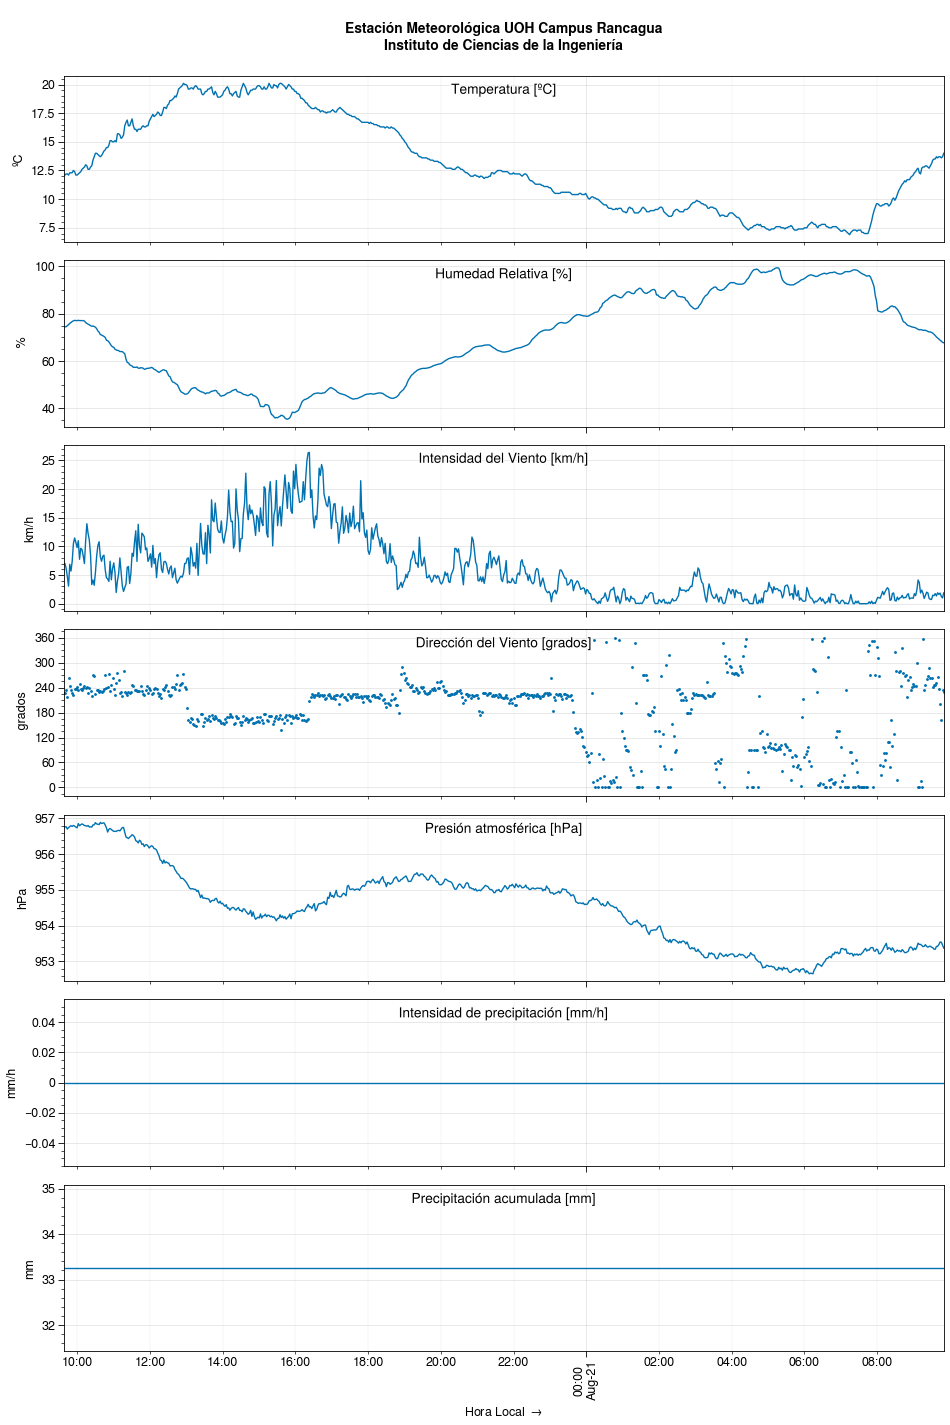 Estación Meteorológica UOH Campus Rancagua
Instituto de Ciencias de la Ingeniería
Temperatura [ºC]
ºC
20
17.5
15
12.5
10
7.5
Humedad Relativa [%]
%
100
80
60
40
Intensidad del Viento [km/h]
km/h
25
20
15
10
5
0
Dirección del Viento [grados]
grados
360
300
240
180
120
60
0
Presión atmosférica [hPa]
hPa
957
956
955
954
953
Intensidad de precipitación [mm/h]
mm/h
0.04
0.02
0
−0.02
−0.04
Precipitación acumulada [mm]
mm
35
34
33
32
10:00 12:00 14:00 16:00 18:00 20:00 22:00 00:00 02:00 04:00 06:00 08:00
Aug-21
Hora Local →